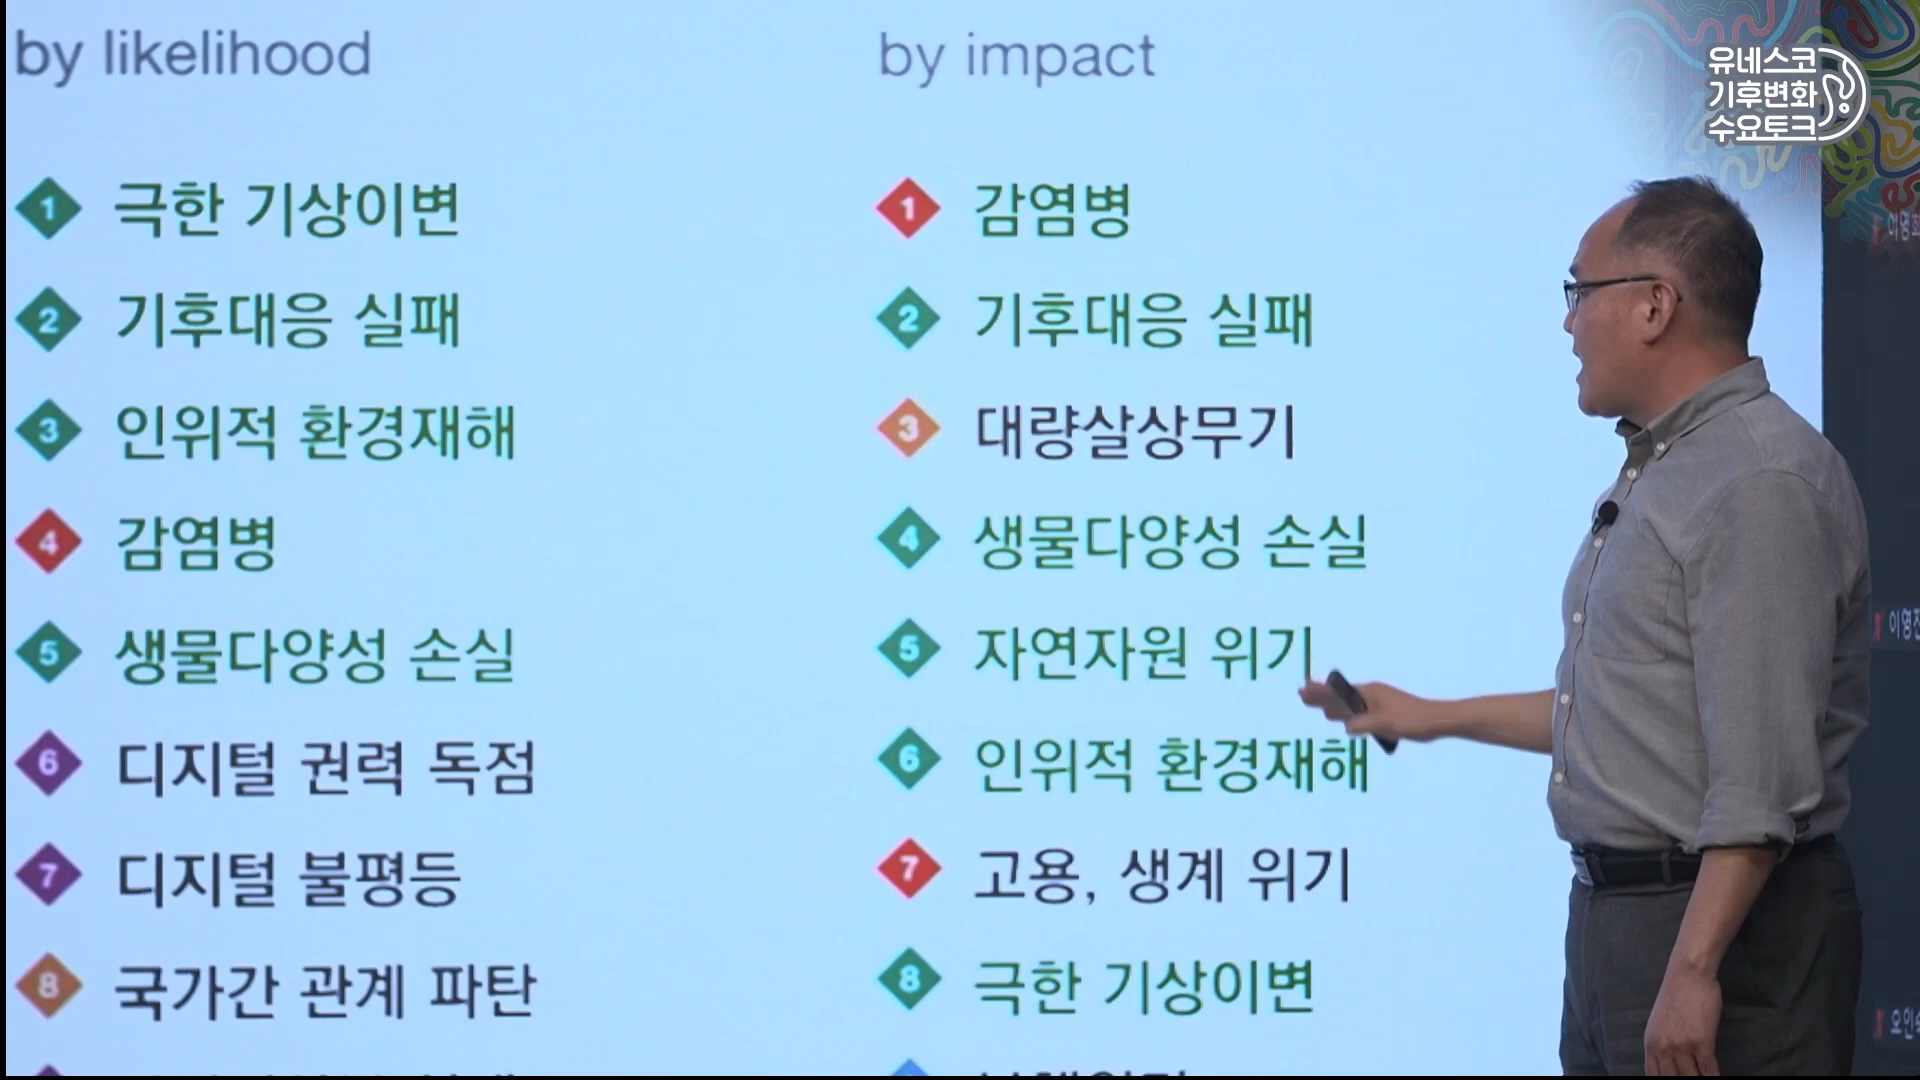 by likelihood
1 극한 기상이변
2 기후대응 실패
3 인위적 환경재해
4 감염병
5 생물다양성 손실
6 디지털 권력 독점
7 디지털 불평등
8 국가간 관계 파탄
by impact
1 감염병
2 기후대응 실패
3 대량살상무기
4 생물다양성 손실
5 자연자원 위기
6 인위적 환경재해
7 고용, 생계 위기
8 극한 기상이변
유네스코
기후변화
수요토크